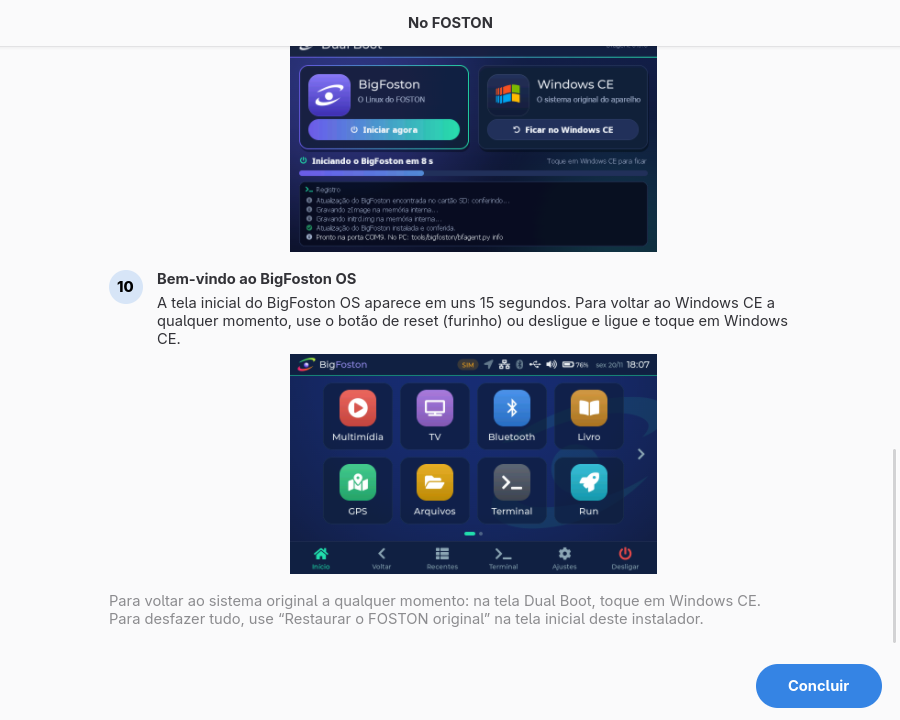 No FOSTON
BigFoston
O Linux do FOSTON
Iniciar agora
Windows CE
O sistema original do aparelho
Ficar no Windows CE
Iniciando o BigFoston em 8 s
Toque em Windows CE para ficar
Registro
Atualização do BigFoston encontrada no cartão SD: conferindo...
Gravando zImage na memória interna...
Gravando initrd.img na memória interna...
Atualização do BigFoston instalada e conferida.
Pronto na porta COM9. No PC: tools/bigfoston/bfagent.py info
10
Bem-vindo ao BigFoston OS
A tela inicial do BigFoston OS aparece em uns 15 segundos. Para voltar ao Windows CE a
qualquer momento, use o botão de reset (furinho) ou desligue e ligue e toque em Windows
CE.
BigFoston
SIM
76%
sex 20/11
18:07
Multimídia
TV
Bluetooth
Livro
GPS
Arquivos
Terminal
Run
Início
Voltar
Recentes
Terminal
Ajustes
Desligar
Para voltar ao sistema original a qualquer momento: na tela Dual Boot, toque em Windows CE.
Para desfazer tudo, use “Restaurar o FOSTON original” na tela inicial deste instalador.
Concluir